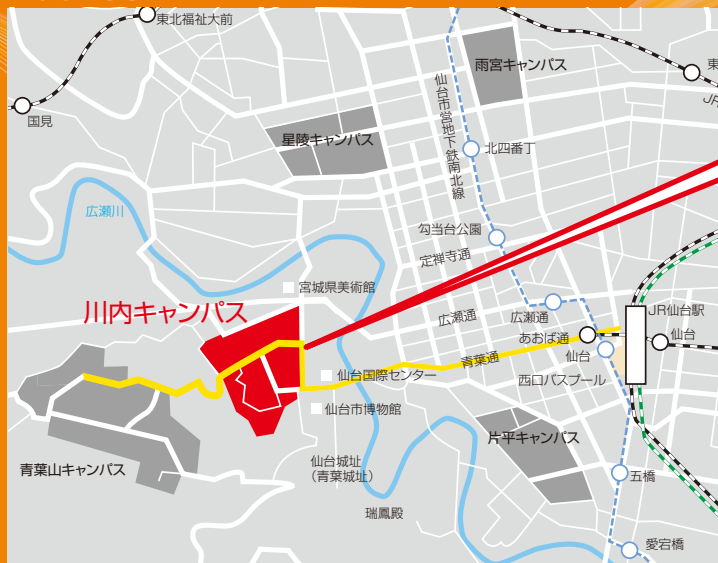 東北福祉大前
国見
雨宮キャンパス
東
JR
星陵キャンパス
仙台市営地下鉄南北線
北四番丁
広瀬川
勾当台公園
定禅寺通
宮城県美術館
川内キャンパス
広瀬通
広瀬通
JR仙台駅
あおば通
仙台
仙台
青葉通
仙台国際センター
西口バスプール
仙台市博物館
片平キャンパス
青葉山キャンパス
仙台城址
（青葉城址）
五橋
瑞鳳殿
愛宕橋